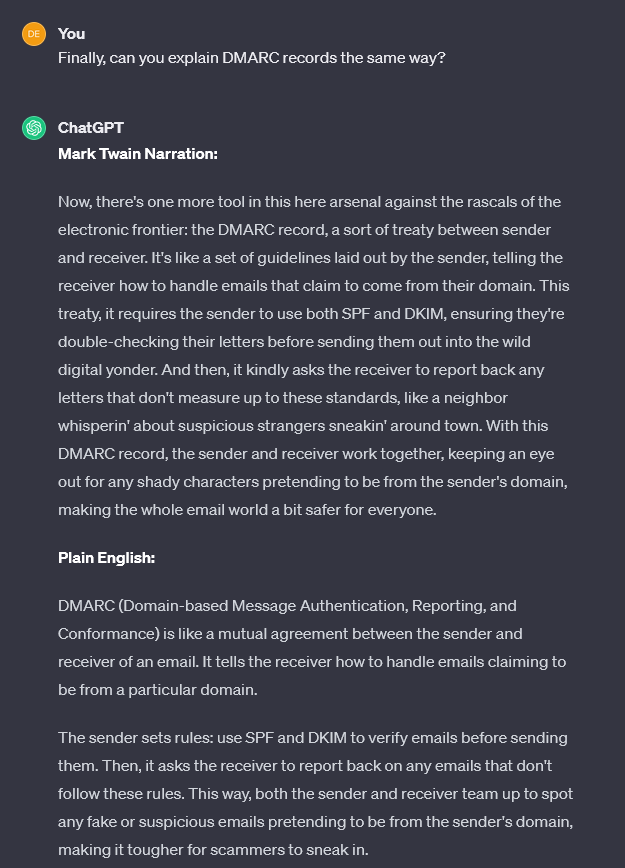 DE
You
Finally, can you explain DMARC records the same way?
ChatGPT
Mark Twain Narration:
Now, there's one more tool in this here arsenal against the rascals of the
electronic frontier: the DMARC record, a sort of treaty between sender
and receiver. It's like a set of guidelines laid out by the sender, telling the
receiver how to handle emails that claim to come from their domain. This
treaty, it requires the sender to use both SPF and DKIM, ensuring they're
double-checking their letters before sending them out into the wild
digital yonder. And then, it kindly asks the receiver to report back any
letters that don't measure up to these standards, like a neighbor
whisperin' about suspicious strangers sneakin' around town. With this
DMARC record, the sender and receiver work together, keeping an eye
out for any shady characters pretending to be from the sender's domain,
making the whole email world a bit safer for everyone.
Plain English:
DMARC (Domain-based Message Authentication, Reporting, and
Conformance) is like a mutual agreement between the sender and
receiver of an email. It tells the receiver how to handle emails claiming to
be from a particular domain.
The sender sets rules: use SPF and DKIM to verify emails before sending
them. Then, it asks the receiver to report back on any emails that don't
follow these rules. This way, both the sender and receiver team up to spot
any fake or suspicious emails pretending to be from the sender's domain,
making it tougher for scammers to sneak in.